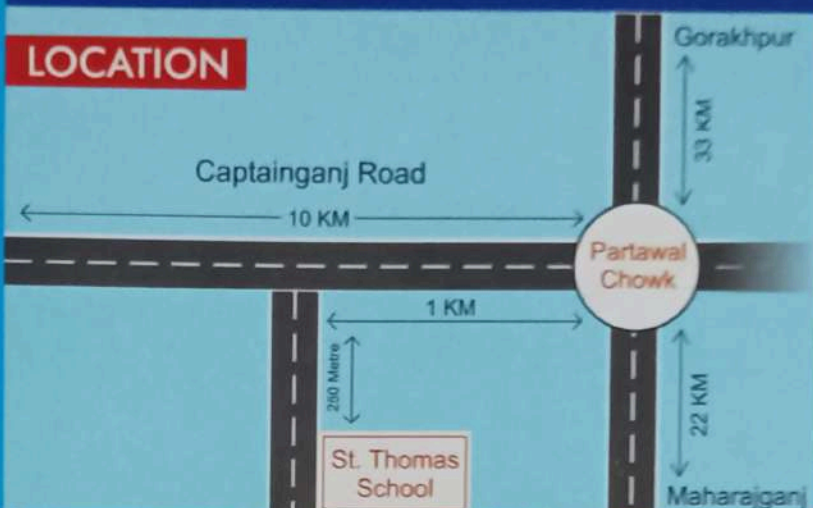 LOCATION
Gorakhpur
33 KM
Captainganj Road
10 KM
Partawal
Chowk
1 KM
250 Metre
22 KM
St. Thomas
School
Maharajganj